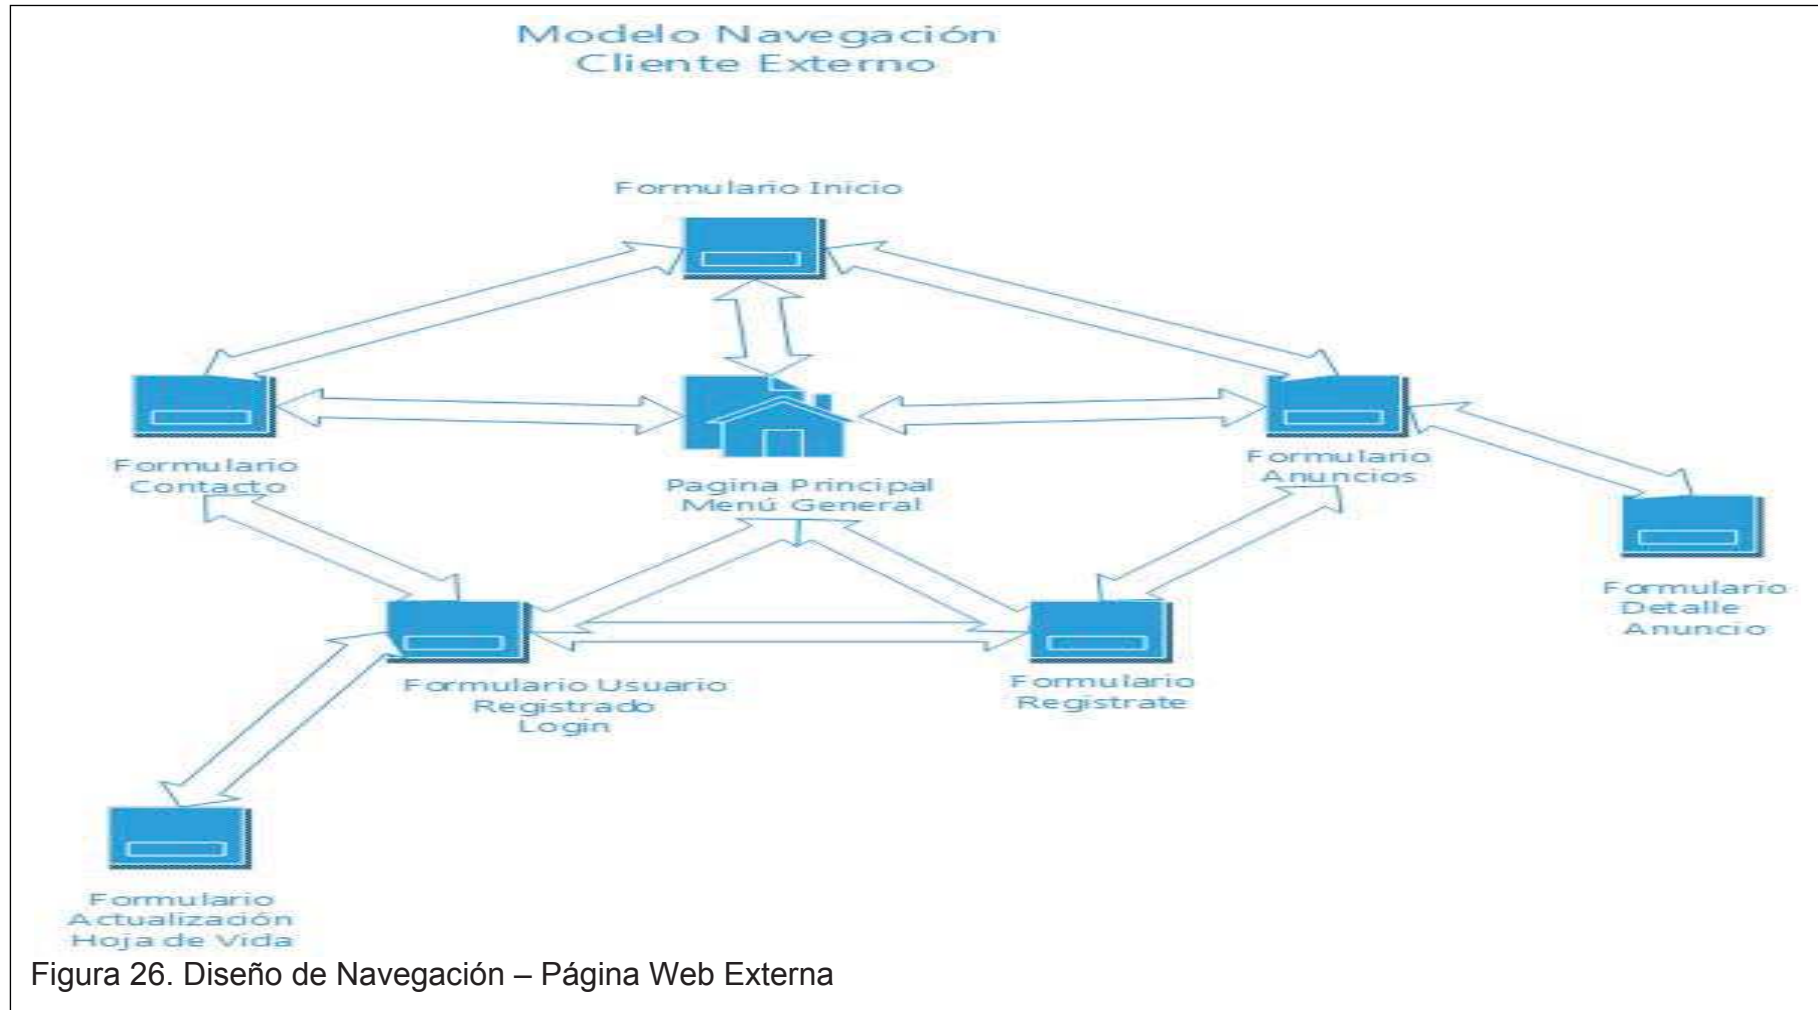 Modelo Navegación
Cliente Externo
Formulario Inicio
Formulario
Contacto
Pagina Principal
Menú General
Formulario
Anuncios
Formulario
Detalle
Anuncio
Formulario Usuario
Registrado
Login
Formulario
Registrate
Formulario
Actualización
Hoja de Vida
Figura 26. Diseño de Navegación – Página Web Externa